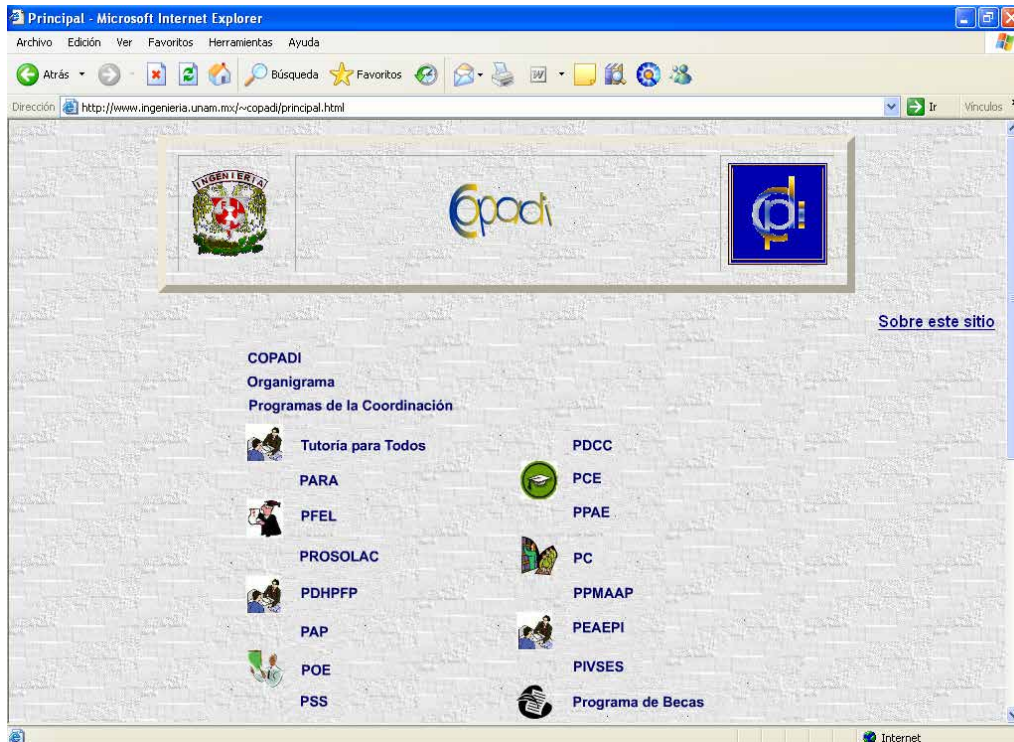 Principal - Microsoft Internet Explorer
Archivo Edición Ver Favoritos Herramientas Ayuda
Atrás Búsqueda Favoritos
Dirección http://www.ingenieria.unam.mx/~copadi/principal.html Ir Vínculos
INGENIERIA
Copadi
Sobre este sitio
COPADI
Organigrama
Programas de la Coordinación
Tutoría para Todos PDCC
PARA PCE
PFEL PPAE
PROSOLAC PC
PDHPFP PPMAAP
PAP PEAEPI
POE PIVSES
PSS Programa de Becas
Internet